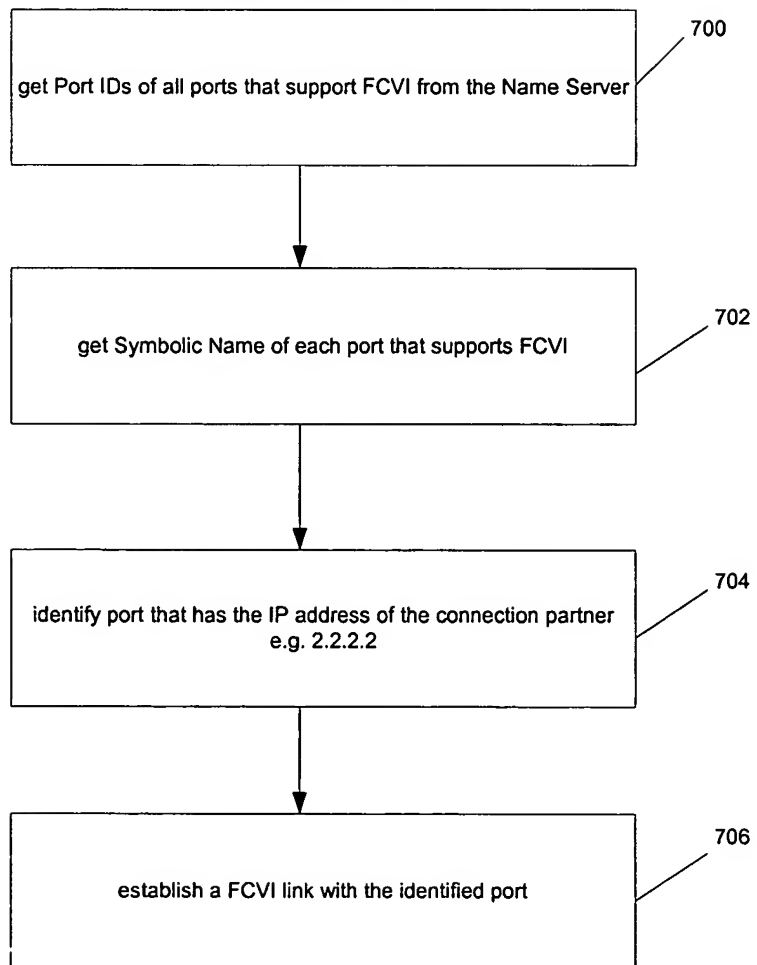 700
get Port IDs of all ports that support FCVI from the Name Server
702
get Symbolic Name of each port that supports FCVI
704
identify port that has the IP address of the connection partner
e.g. 2.2.2.2
706
establish a FCVI link with the identified port